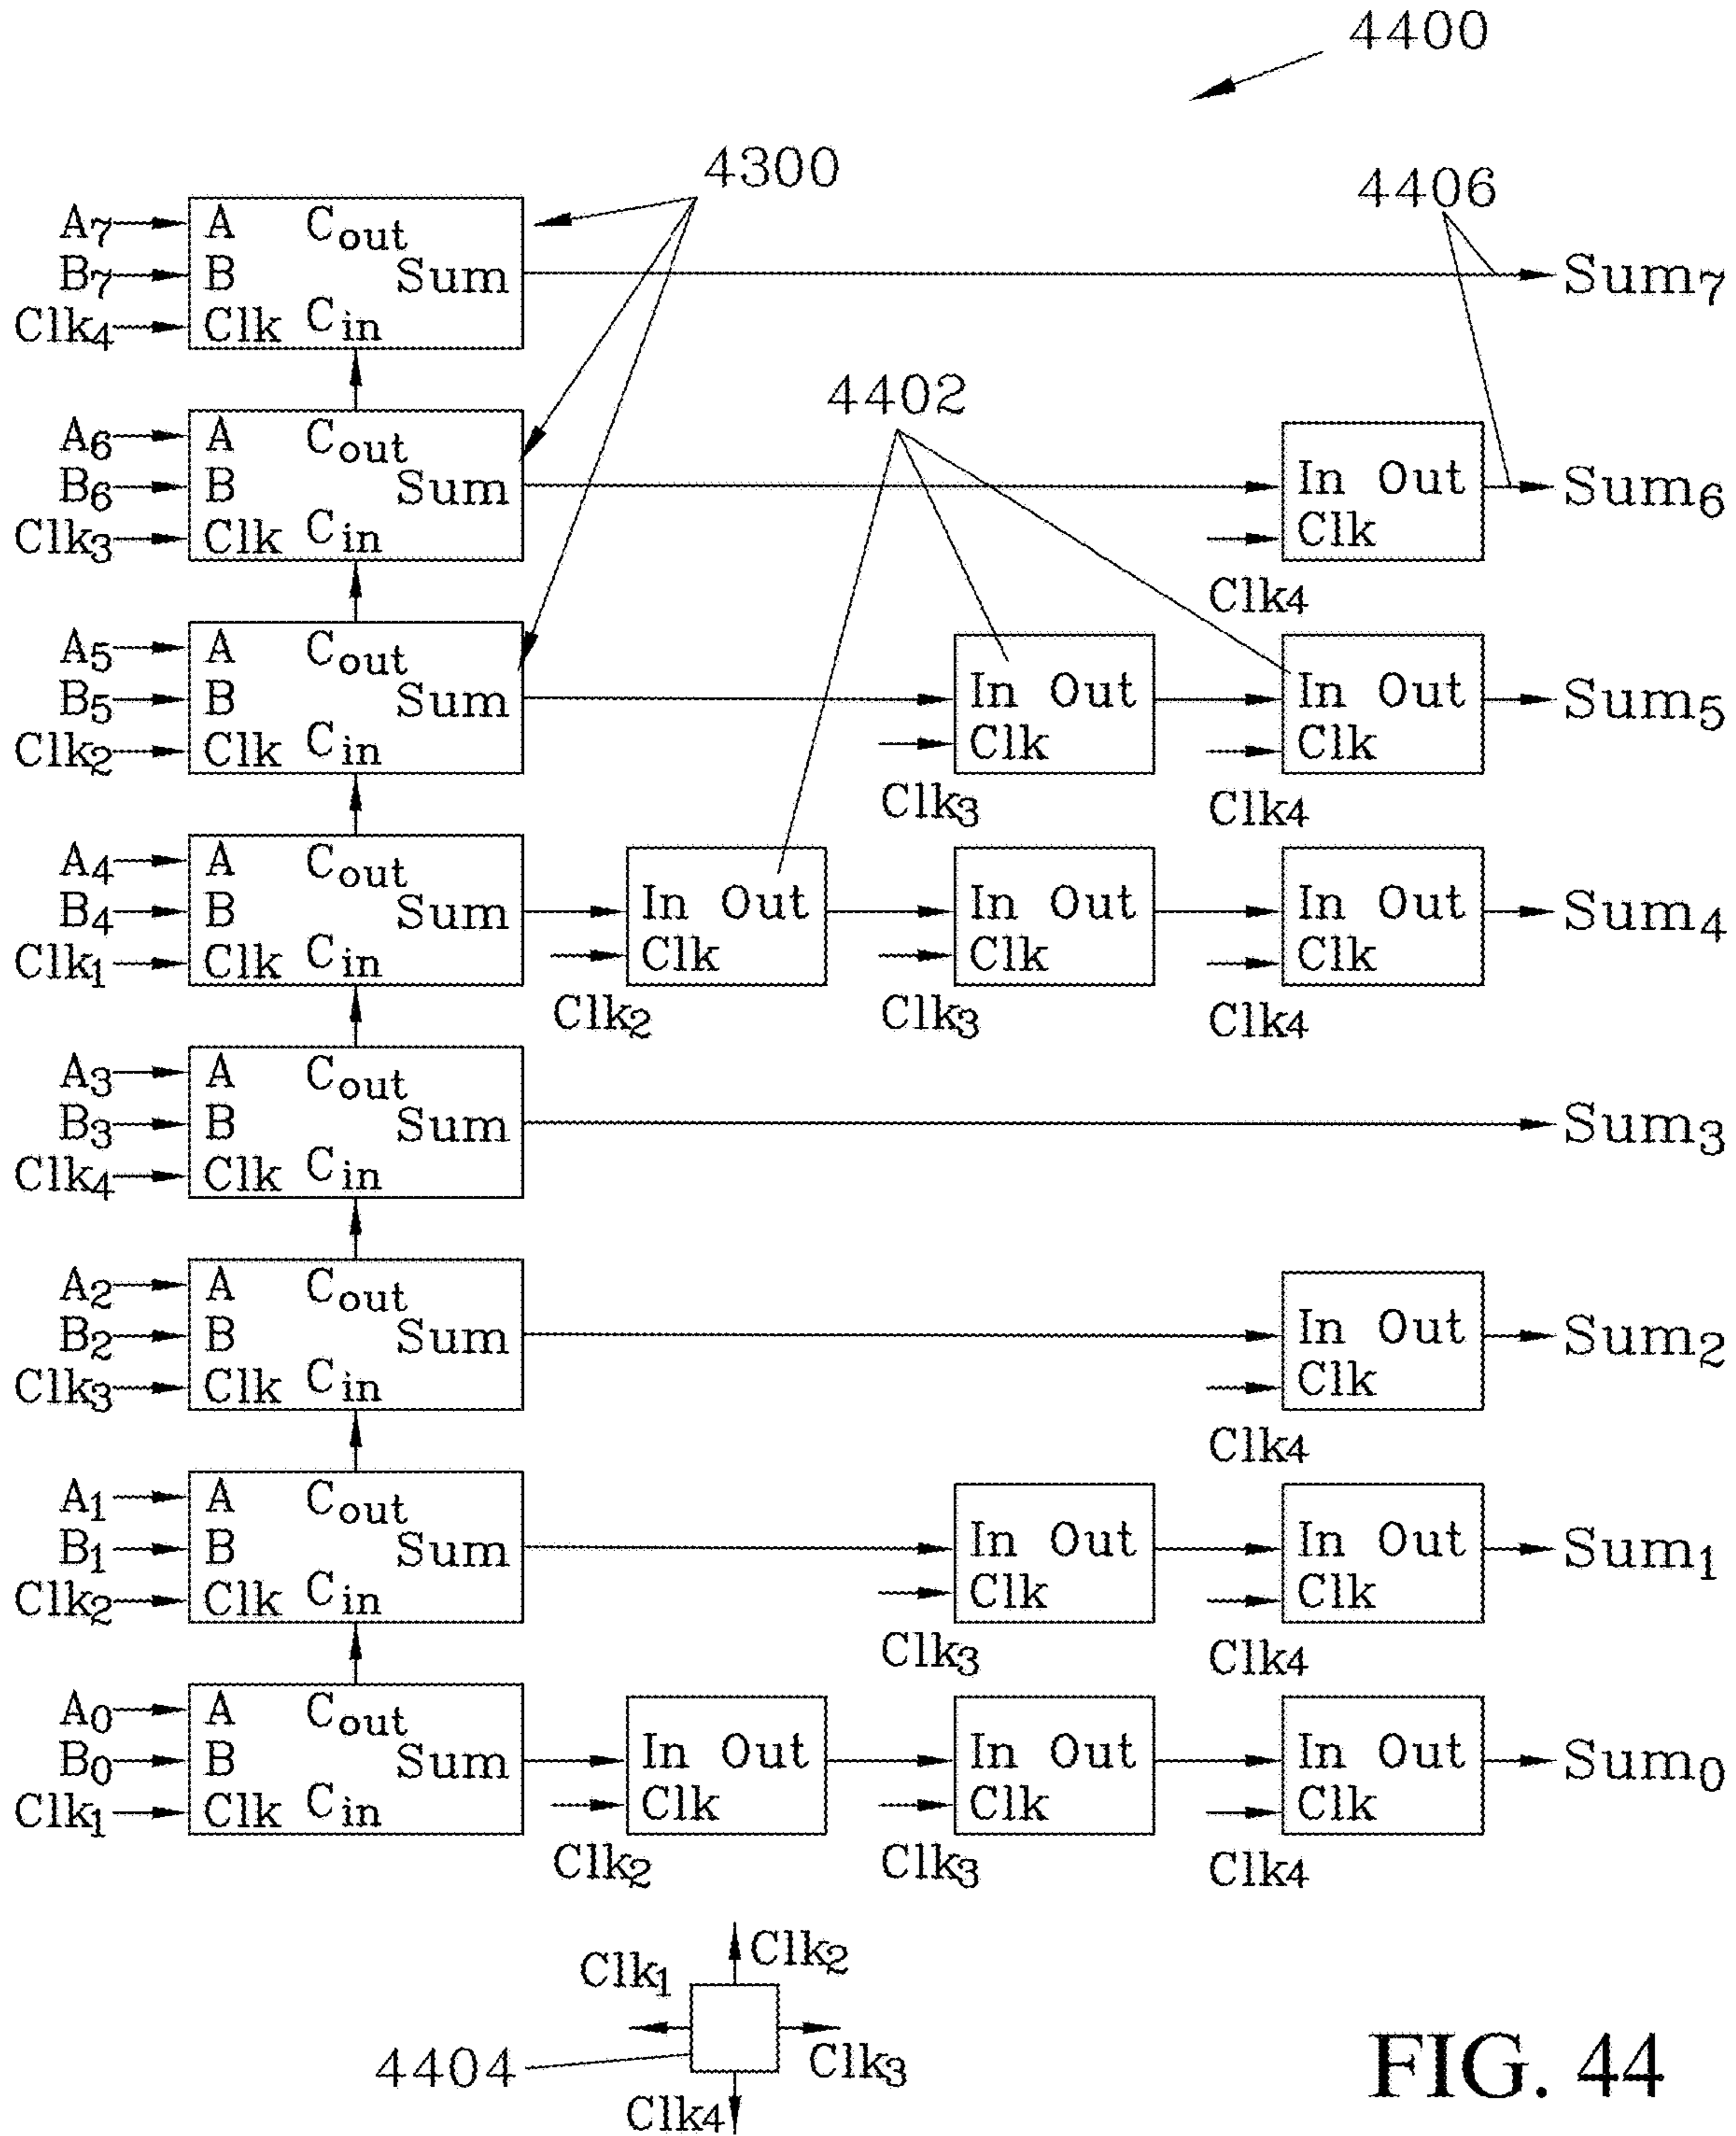 4400
4300
4406
A7 A Cout
B7 B Sum Sum7
Clk4 Clk Cin
4402
A6 A Cout
B6 B Sum In Out Sum6
Clk3 Clk Cin Clk
Clk4
A5 A Cout
B5 B Sum In Out In Out Sum5
Clk2 Clk Cin Clk Clk
Clk3 Clk4
A4 A Cout
B4 B Sum In Out In Out In Out Sum4
Clk1 Clk Cin Clk Clk Clk
Clk2 Clk3 Clk4
A3 A Cout
B3 B Sum Sum3
Clk4 Clk Cin
A2 A Cout
B2 B Sum In Out Sum2
Clk3 Clk Cin Clk
Clk4
A1 A Cout
B1 B Sum In Out In Out Sum1
Clk2 Clk Cin Clk Clk
Clk3 Clk4
A0 A Cout
B0 B Sum In Out In Out In Out Sum0
Clk1 Clk Cin Clk Clk Clk
Clk2 Clk3 Clk4
Clk1 Clk2
4404 Clk3
Clk4
FIG. 44